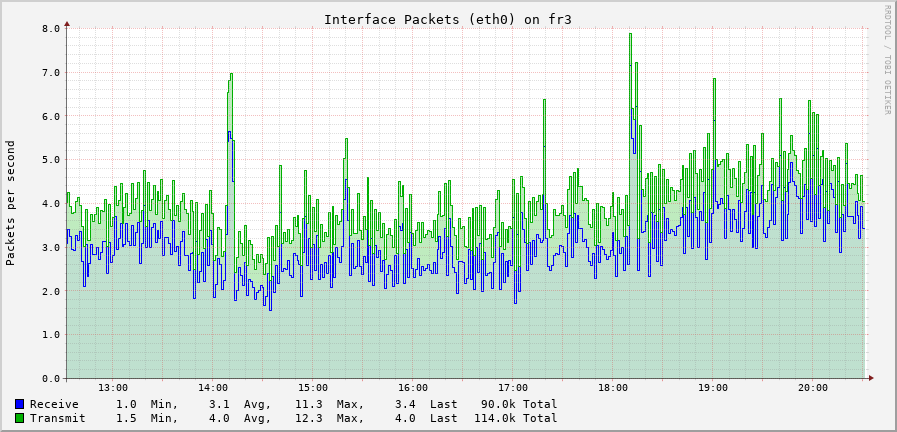 Interface Packets (eth0) on fr3
RRDTOOL / TOBI OETIKER
Packets per second
8.0
7.0
6.0
5.0
4.0
3.0
2.0
1.0
0.0
13:00 14:00 15:00 16:00 17:00 18:00 19:00 20:00
Receive 1.0 Min, 3.1 Avg, 11.3 Max, 3.4 Last 90.0k Total
Transmit 1.5 Min, 4.0 Avg, 12.3 Max, 4.0 Last 114.0k Total